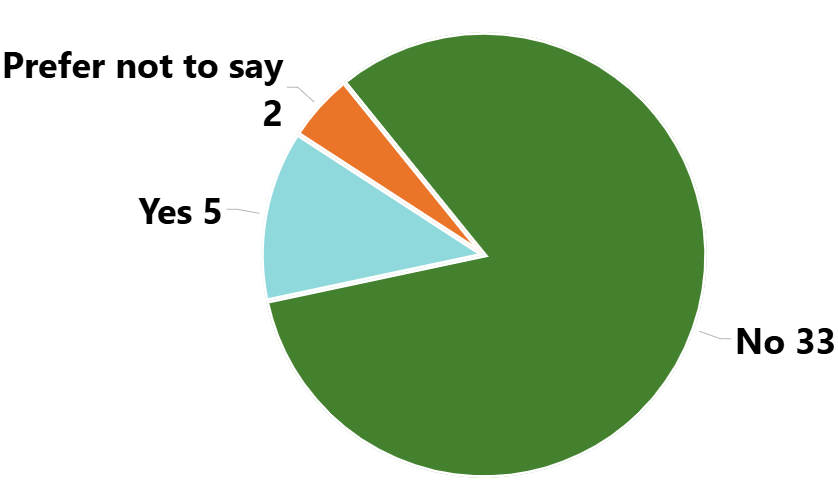 Prefer not to say
2
Yes 5
No 33